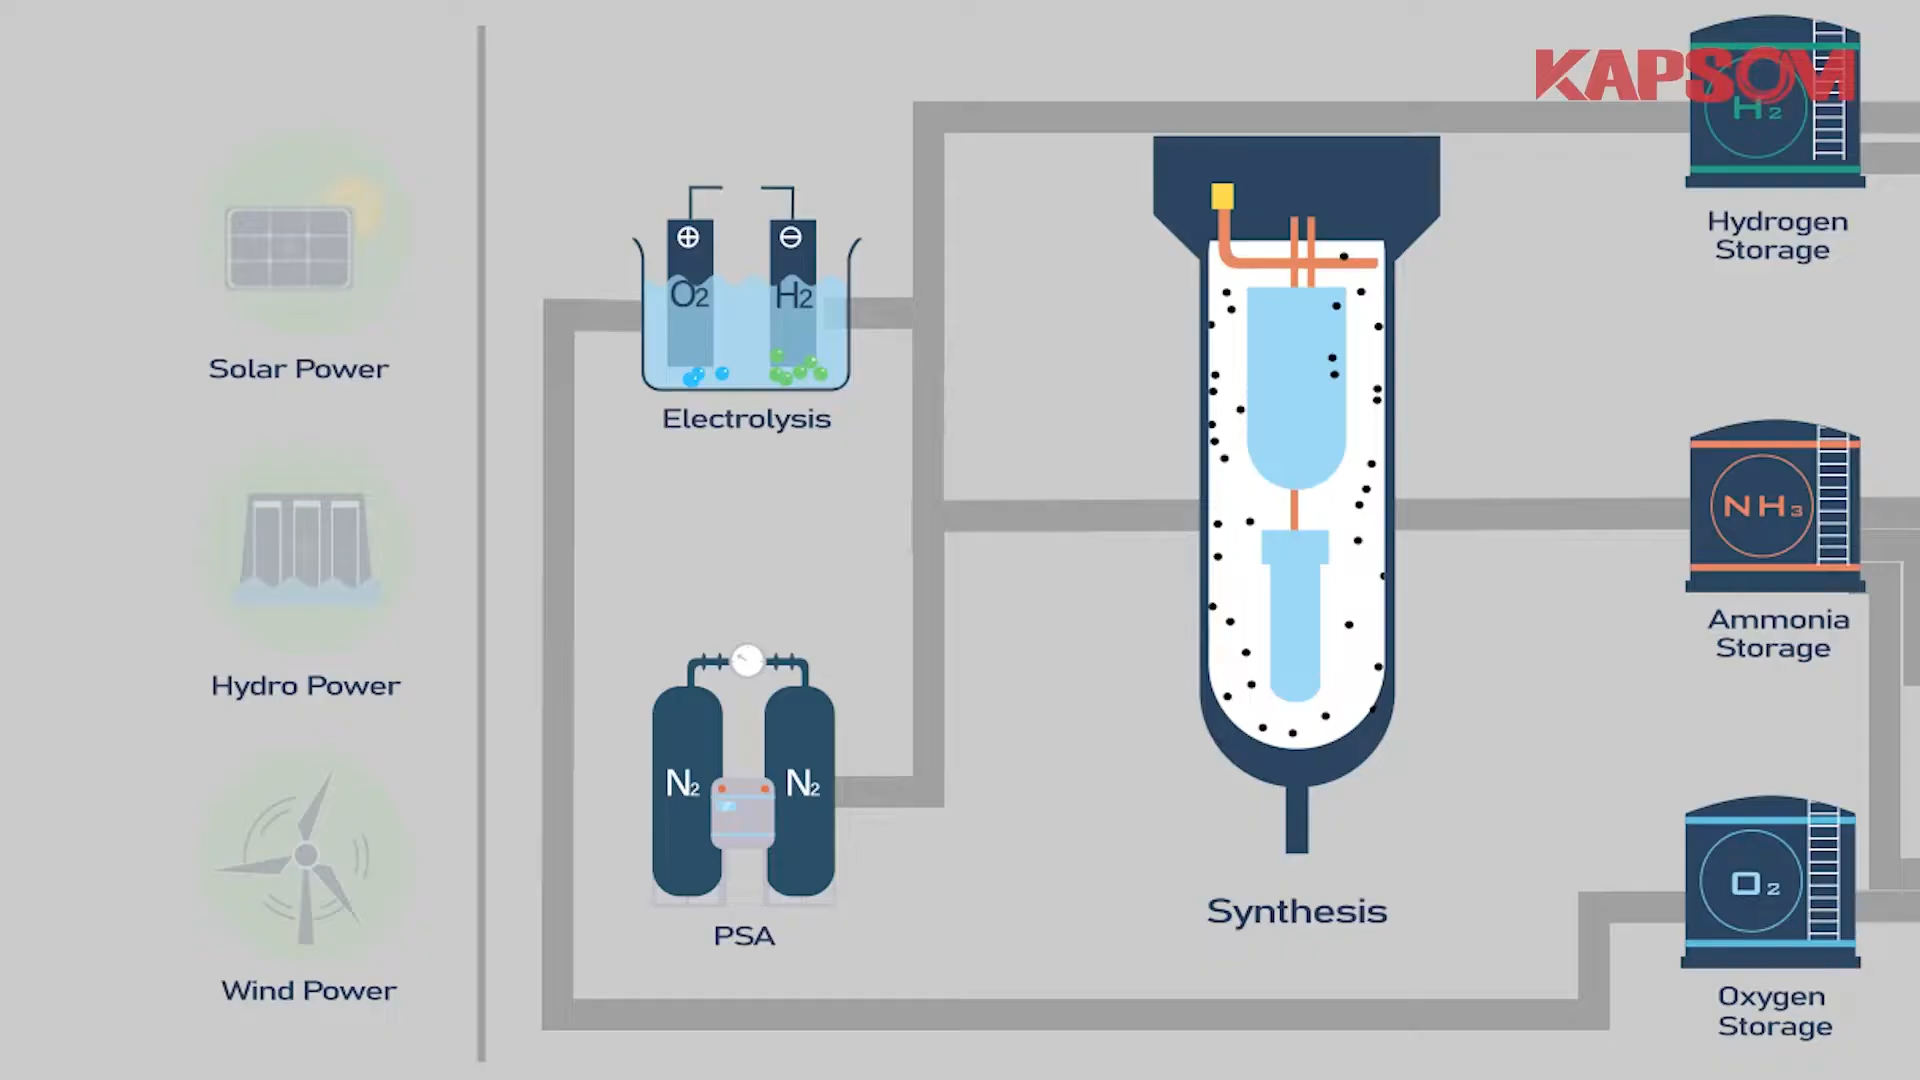 KAPSOM
H2
Hydrogen
Storage
Solar Power
⊕
⊖
O2
H2
Electrolysis
NH3
Ammonia
Storage
Hydro Power
N2
N2
PSA
Synthesis
O2
Oxygen
Storage
Wind Power